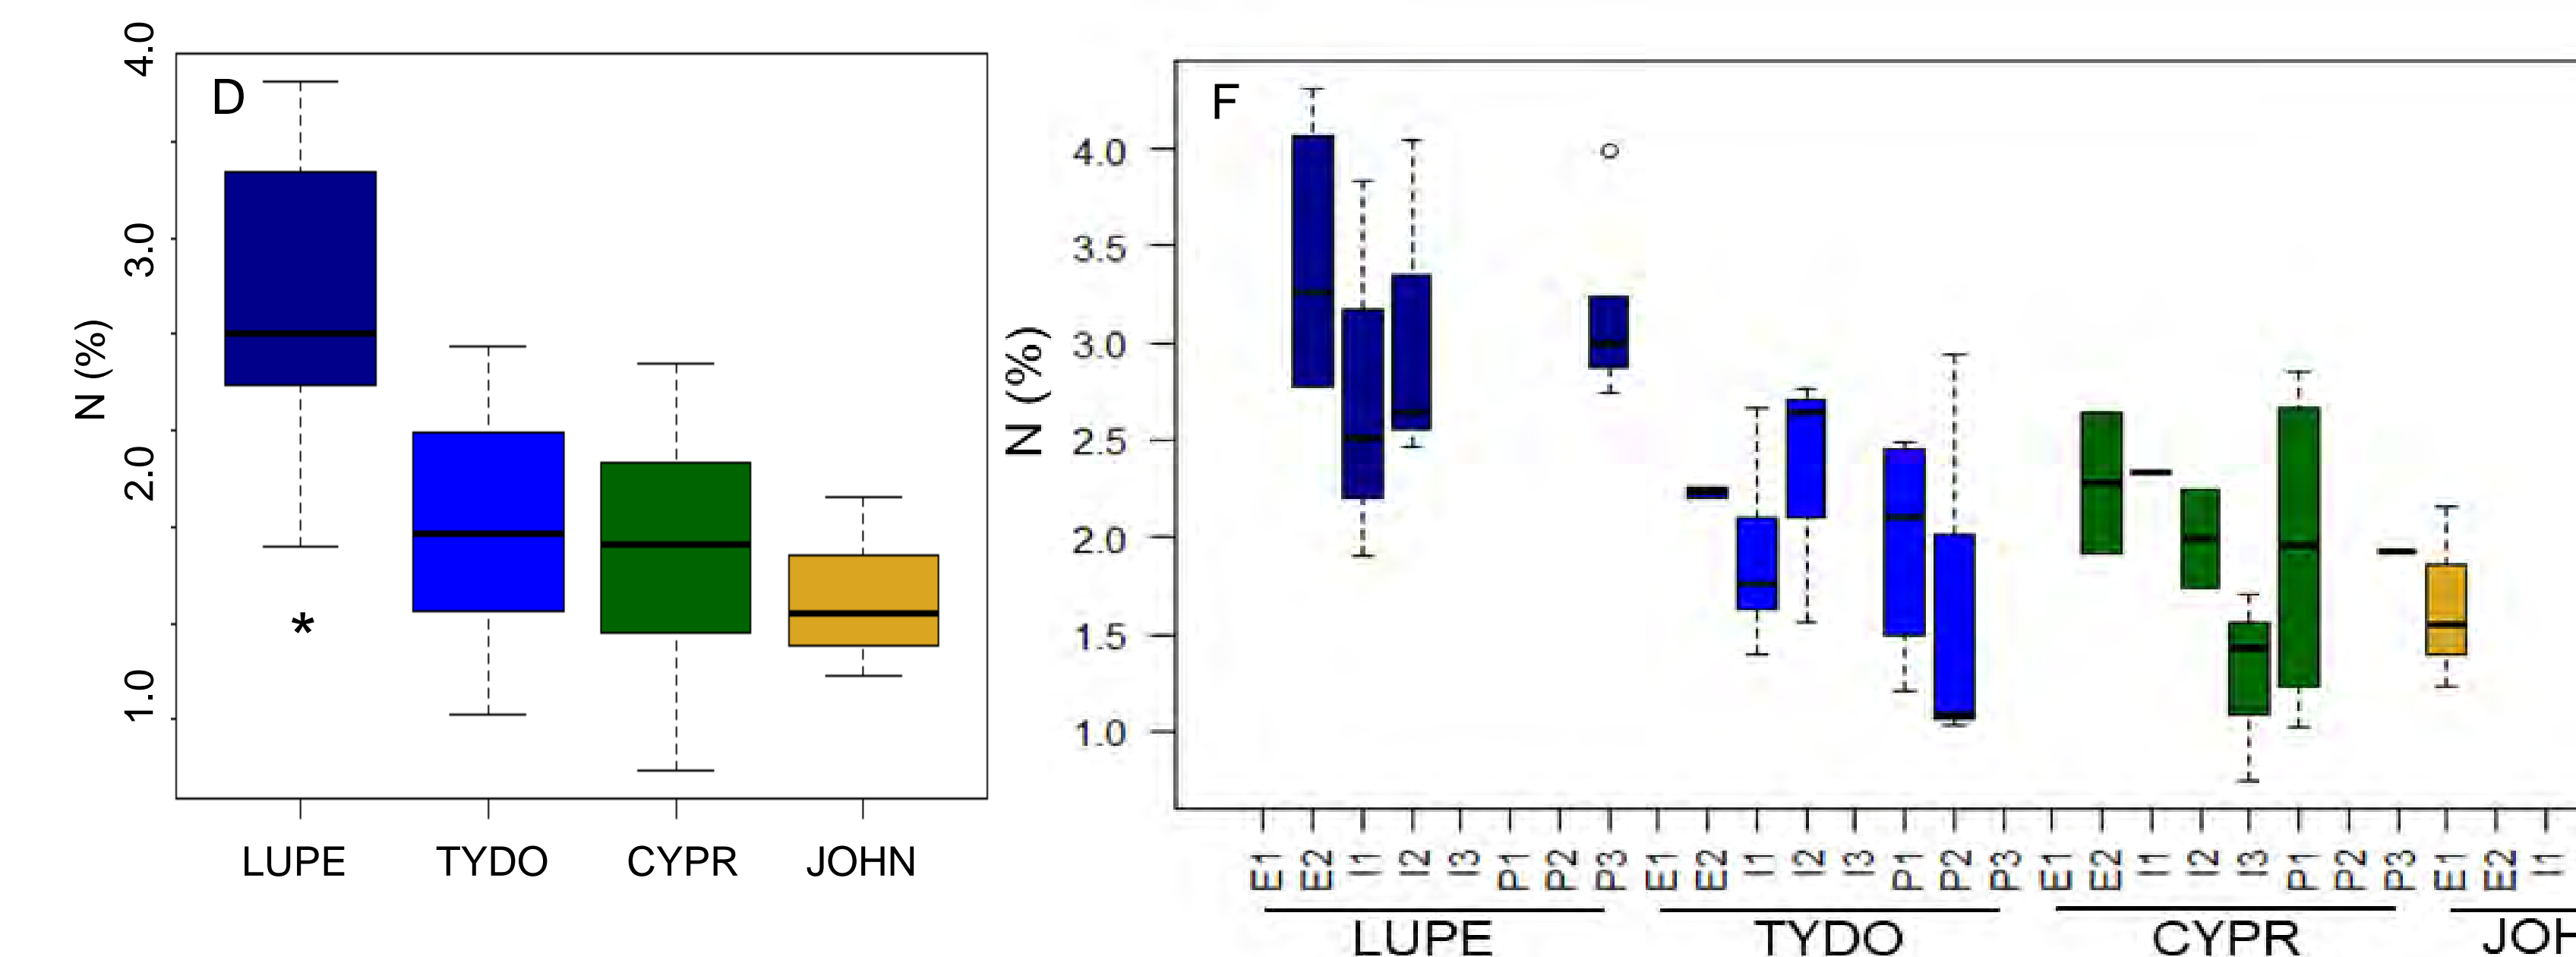 D
4.0
3.0
2.0
1.0
N (%)
*
LUPE TYDO CYPR JOHN
F
4.0
3.5
3.0
2.5
2.0
1.5
1.0
N (%)
E1 E2 I1 I2 I3 P1 P2 P3 E1 E2 I1 I2 I3 P1 P2 P3 E1 E2 I1 I2 I3 P1 P2 P3 E1 E2 I1
LUPE TYDO CYPR JOH